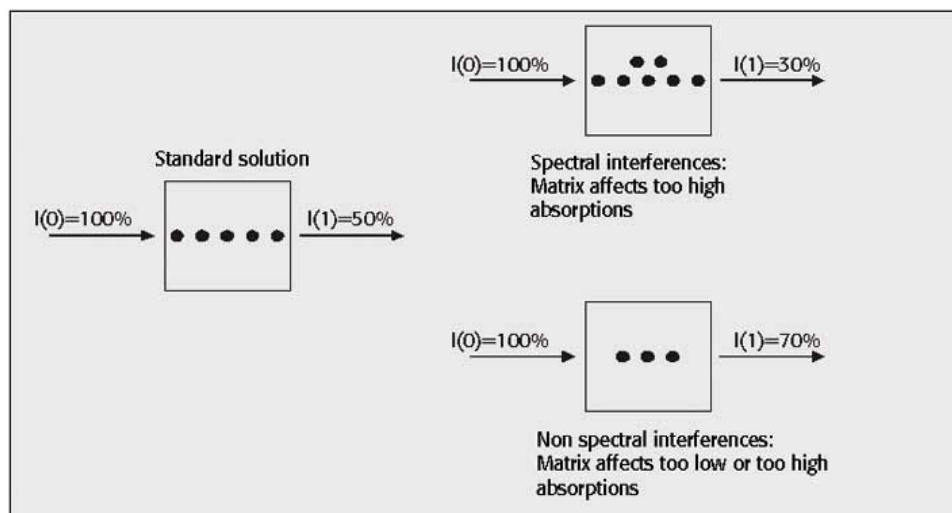 Standard solution
I(0)=100%
I(1)=50%
I(0)=100%
I(1)=30%
Spectral interferences:
Matrix affects too high
absorptions
I(0)=100%
I(1)=70%
Non spectral interferences:
Matrix affects too low or too high
absorptions